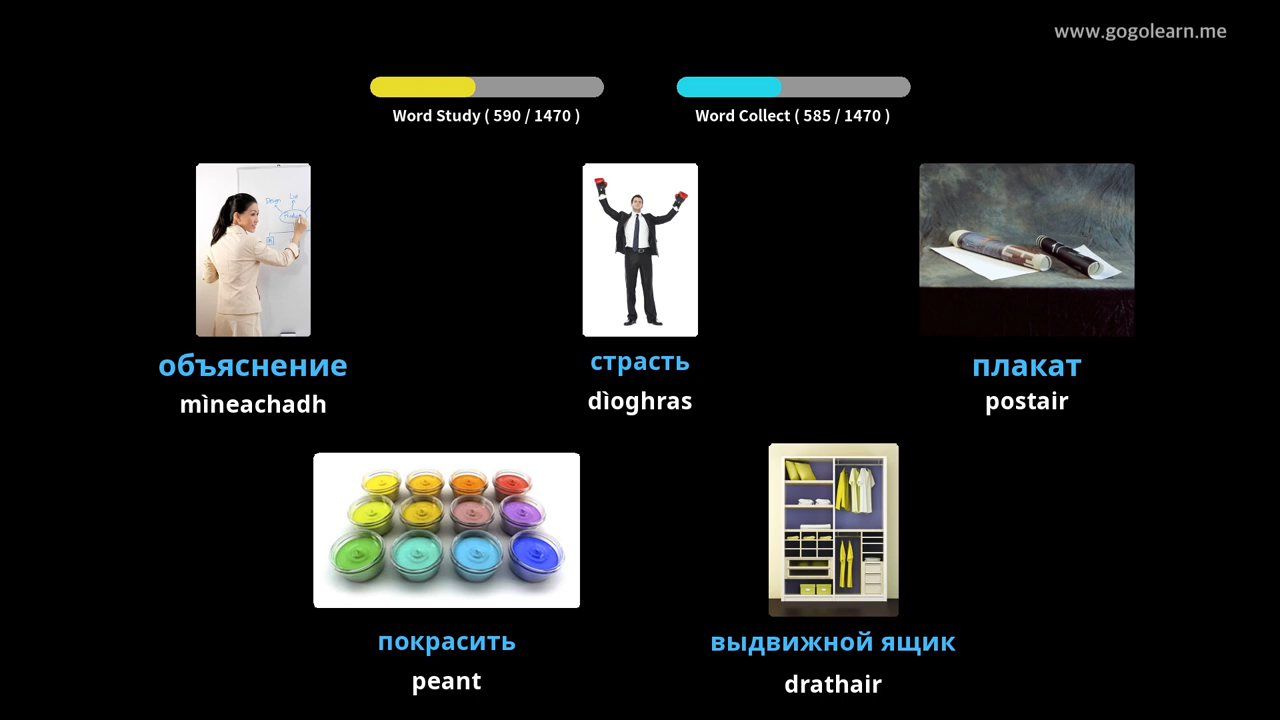 www.gogolearn.me
Word Study ( 590 / 1470 )
Word Collect ( 585 / 1470 )
объяснение
mìneachadh
страсть
dìoghras
плакат
postair
покрасить
peant
выдвижной ящик
drathair